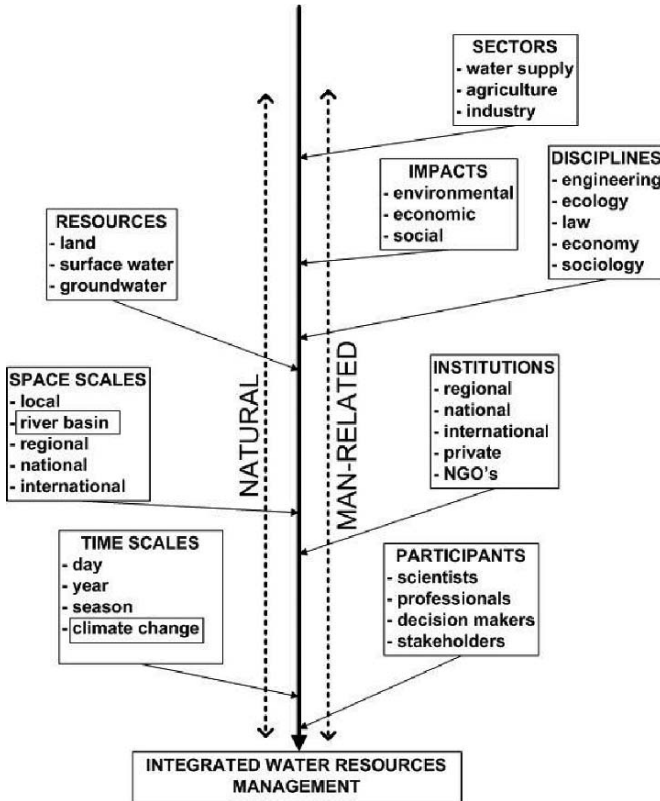 SECTORS
- water supply
- agriculture
- industry
DISCIPLINES
- engineering
- ecology
- law
- economy
- sociology
IMPACTS
- environmental
- economic
- social
RESOURCES
- land
- surface water
- groundwater
NATURAL
MAN-RELATED
SPACE SCALES
- local
- river basin
- regional
- national
- international
INSTITUTIONS
- regional
- national
- international
- private
- NGO's
TIME SCALES
- day
- year
- season
- climate change
PARTICIPANTS
- scientists
- professionals
- decision makers
- stakeholders
INTEGRATED WATER RESOURCES
MANAGEMENT